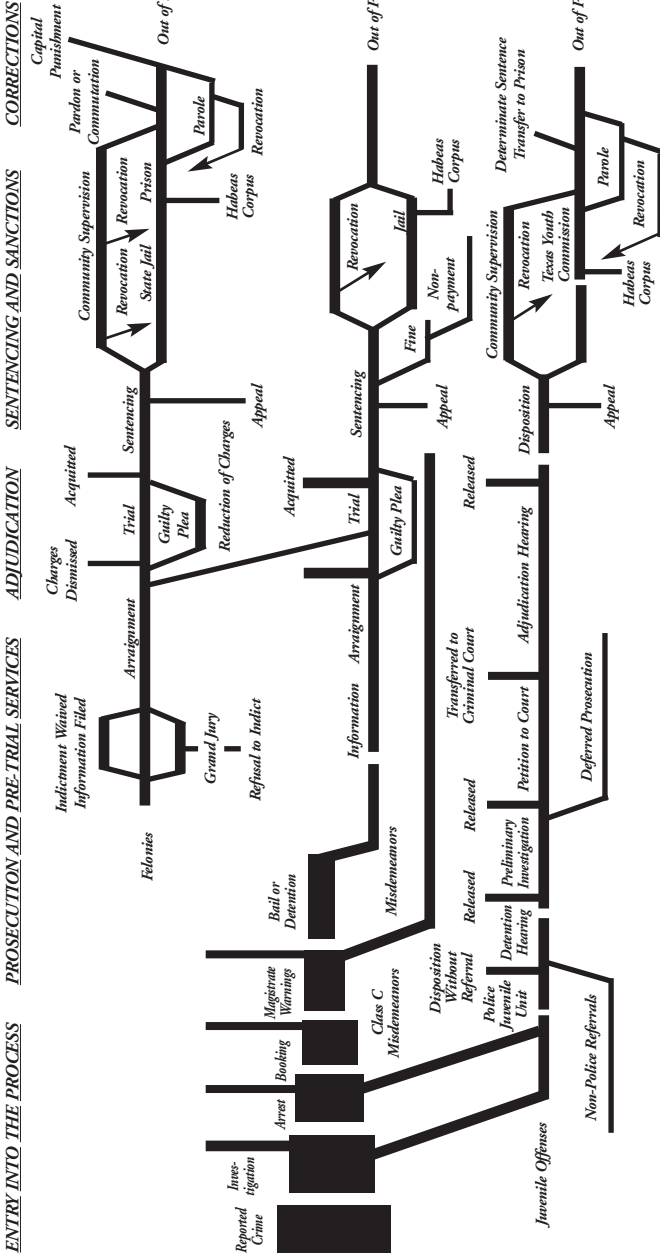 ENTRY INTO THE PROCESS
PROSECUTION AND PRE-TRIAL SERVICES
ADJUDICATION
SENTENCING AND SANCTIONS
CORRECTIONS
Reported
Crime
Inves-
tigation
Arrest
Booking
Magistrate
Warnings
Bail or
Detention
Felonies
Indictment Waived
Information Filed
Grand Jury
Refusal to Indict
Arraignment
Charges
Dismissed
Trial
Guilty
Plea
Acquitted
Reduction of Charges
Sentencing
Appeal
Community Supervision
Revocation
State Jail
Revocation
Prison
Habeas
Corpus
Pardon or
Commutation
Capital
Punishment
Parole
Revocation
Out of
Misdemeanors
Class C
Misdemeanors
Information
Arraignment
Trial
Guilty Plea
Acquitted
Sentencing
Appeal
Fine
Non-
payment
Revocation
Jail
Habeas
Corpus
Out of P
Juvenile Offenses
Non-Police Referrals
Police
Juvenile
Unit
Disposition
Without
Referral
Detention
Hearing
Released
Preliminary
Investigation
Released
Deferred Prosecution
Petition to Court
Transferred to
Criminal Court
Adjudication Hearing
Released
Disposition
Appeal
Community Supervision
Revocation
Texas Youth
Commission
Habeas
Corpus
Determinate Sentence
Transfer to Prison
Parole
Revocation
Out of P